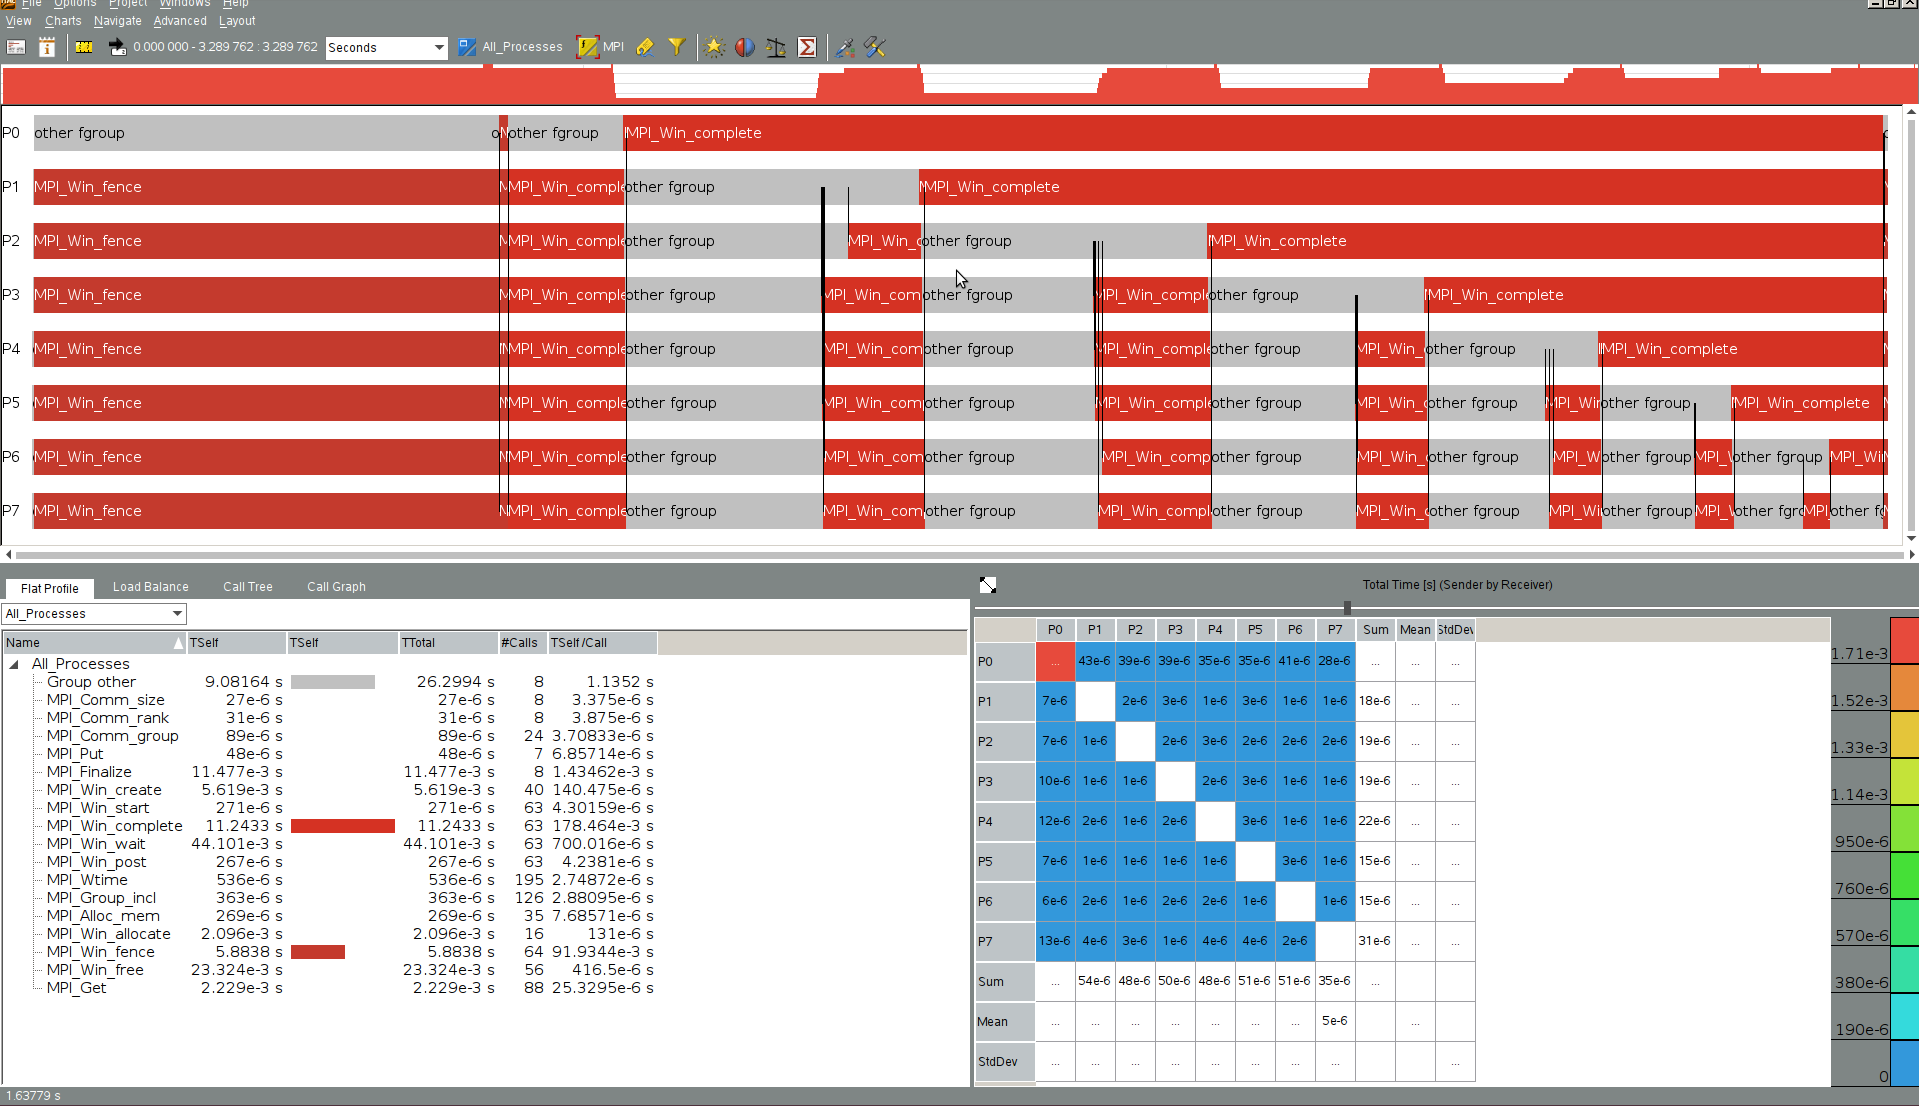 File Options Project Windows Help
View Charts Navigate Advanced Layout
0.000 000 - 3.289 762 : 3.289 762 Seconds All_Processes MPI
P0 other fgroup o M other fgroup MPI_Win_complete
P1 MPI_Win_fence MPI_Win_comple other fgroup MPI_Win_complete
P2 MPI_Win_fence MPI_Win_comple other fgroup MPI_Win_c other fgroup MPI_Win_complete
P3 MPI_Win_fence MPI_Win_comple other fgroup MPI_Win_com other fgroup MPI_Win_compl other fgroup MPI_Win_complete
P4 MPI_Win_fence MPI_Win_comple other fgroup MPI_Win_com other fgroup MPI_Win_compl other fgroup MPI_Win_ other fgroup MPI_Win_complete
P5 MPI_Win_fence MPI_Win_comple other fgroup MPI_Win_com other fgroup MPI_Win_comple other fgroup MPI_Win_c other fgroup MPI_Wir other fgroup MPI_Win_complete
P6 MPI_Win_fence MPI_Win_comple other fgroup MPI_Win_com other fgroup MPI_Win_comp other fgroup MPI_Win_c other fgroup MPI_W other fgroup MPI_ other fgroup MPI_Win
P7 MPI_Win_fence MPI_Win_comple other fgroup MPI_Win_com other fgroup MPI_Win_compl other fgroup MPI_Win_c other fgroup MPI_Wi other fgroup MPI_ other fgro MPI other f
Flat Profile Load Balance Call Tree Call Graph
All_Processes
Name TSelf TSelf TTotal #Calls TSelf /Call
All_Processes
Group other 9.08164 s 26.2994 s 8 1.1352 s
MPI_Comm_size 27e-6 s 27e-6 s 8 3.375e-6 s
MPI_Comm_rank 31e-6 s 31e-6 s 8 3.875e-6 s
MPI_Comm_group 89e-6 s 89e-6 s 24 3.70833e-6 s
MPI_Put 48e-6 s 48e-6 s 7 6.85714e-6 s
MPI_Finalize 11.477e-3 s 11.477e-3 s 8 1.43462e-3 s
MPI_Win_create 5.619e-3 s 5.619e-3 s 40 140.475e-6 s
MPI_Win_start 271e-6 s 271e-6 s 63 4.30159e-6 s
MPI_Win_complete 11.2433 s 11.2433 s 63 178.464e-3 s
MPI_Win_wait 44.101e-3 s 44.101e-3 s 63 700.016e-6 s
MPI_Win_post 267e-6 s 267e-6 s 63 4.2381e-6 s
MPI_Wtime 536e-6 s 536e-6 s 195 2.74872e-6 s
MPI_Group_incl 363e-6 s 363e-6 s 126 2.88095e-6 s
MPI_Alloc_mem 269e-6 s 269e-6 s 35 7.68571e-6 s
MPI_Win_allocate 2.096e-3 s 2.096e-3 s 16 131e-6 s
MPI_Win_fence 5.8838 s 5.8838 s 64 91.9344e-3 s
MPI_Win_free 23.324e-3 s 23.324e-3 s 56 416.5e-6 s
MPI_Get 2.229e-3 s 2.229e-3 s 88 25.3295e-6 s
Total Time [s] (Sender by Receiver)
P0 P1 P2 P3 P4 P5 P6 P7 Sum Mean StdDev
P0 ... 43e-6 39e-6 39e-6 35e-6 35e-6 41e-6 28e-6 ... ... ...
P1 7e-6 2e-6 3e-6 1e-6 3e-6 1e-6 1e-6 18e-6 ... ...
P2 7e-6 1e-6 2e-6 3e-6 2e-6 2e-6 2e-6 19e-6 ... ...
P3 10e-6 1e-6 1e-6 2e-6 3e-6 1e-6 1e-6 19e-6 ... ...
P4 12e-6 2e-6 1e-6 2e-6 3e-6 1e-6 1e-6 22e-6 ... ...
P5 7e-6 1e-6 1e-6 1e-6 1e-6 3e-6 1e-6 15e-6 ... ...
P6 6e-6 2e-6 1e-6 2e-6 2e-6 1e-6 1e-6 15e-6 ... ...
P7 13e-6 4e-6 3e-6 1e-6 4e-6 4e-6 2e-6 31e-6 ... ...
Sum ... 54e-6 48e-6 50e-6 48e-6 51e-6 51e-6 35e-6 ...
Mean ... ... ... ... ... ... ... 5e-6 ...
StdDev ... ... ... ... ... ... ... ... ...
1.71e-3
1.52e-3
1.33e-3
1.14e-3
950e-6
760e-6
570e-6
380e-6
190e-6
0
1.63779 s